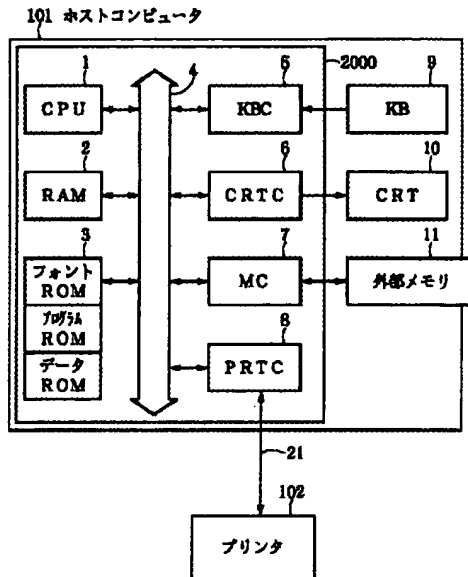 101 ホストコンピュータ
2000
1
CPU
4
5
KBC
9
KB
2
RAM
6
CRTC
10
CRT
3
フォント
ROM
プログラム
ROM
データ
ROM
7
MC
11
外部メモリ
8
PRTC
21
102
プリンタ